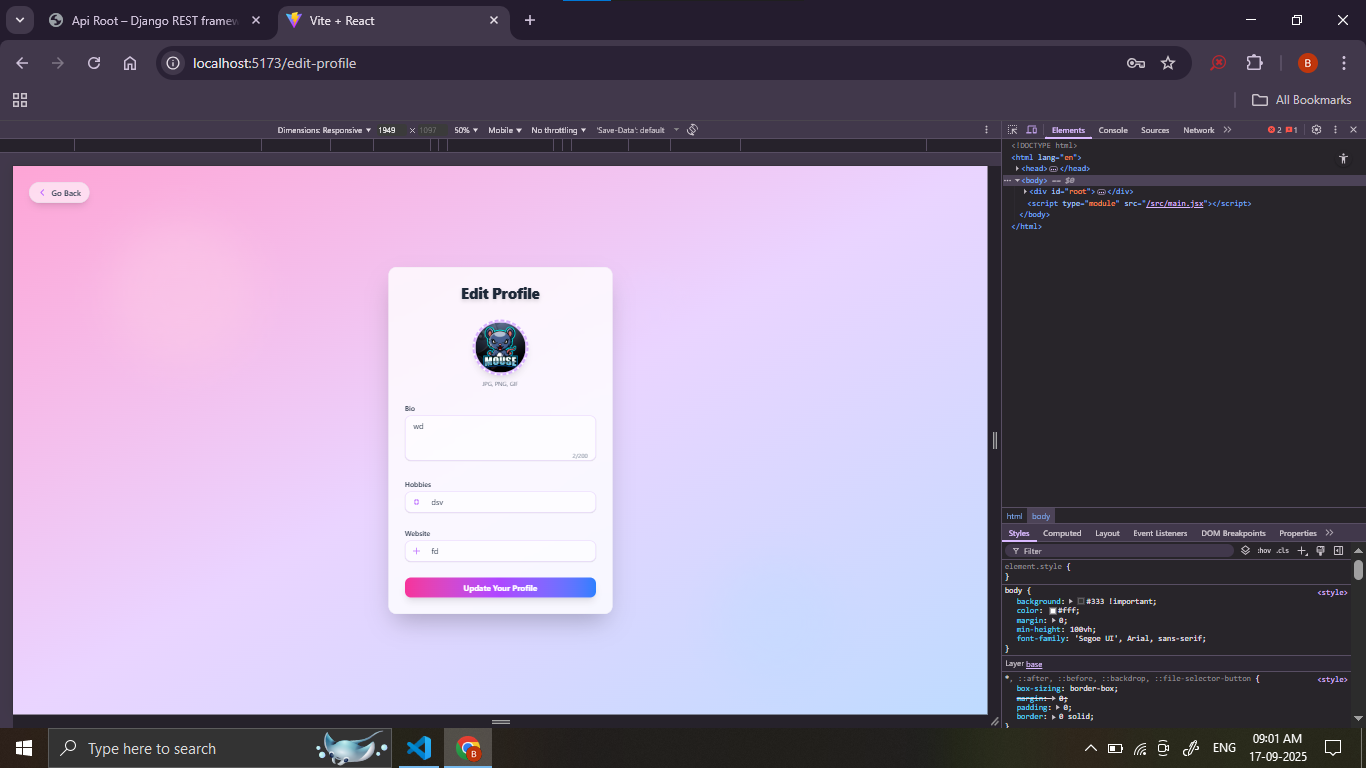 Api Root – Django REST framew
Vite + React
localhost:5173/edit-profile
B
All Bookmarks
Dimensions: Responsive 1949 × 1097 50% Mobile No throttling 'Save-Data': default
Elements Console Sources Network 2 1
<!DOCTYPE html>
<html lang="en">
<head></head>
<body> == $0
<div id="root"></div>
<script type="module" src="/src/main.jsx"></script>
</body>
</html>
Go Back
Edit Profile
MOUSE
JPG, PNG, GIF
Bio
wd
2/200
Hobbies
dsv
Website
fd
Update Your Profile
html body
Styles Computed Layout Event Listeners DOM Breakpoints Properties
Filter :hov .cls
element.style {
}
body { <style>
background: #333 !important;
color: #fff;
margin: 0;
min-height: 100vh;
font-family: 'Segoe UI', Arial, sans-serif;
}
Layer base
*, ::after, ::before, ::backdrop, ::file-selector-button { <style>
box-sizing: border-box;
margin: 0;
padding: 0;
border: 0 solid;
}
Type here to search
B
ENG
09:01 AM
17-09-2025